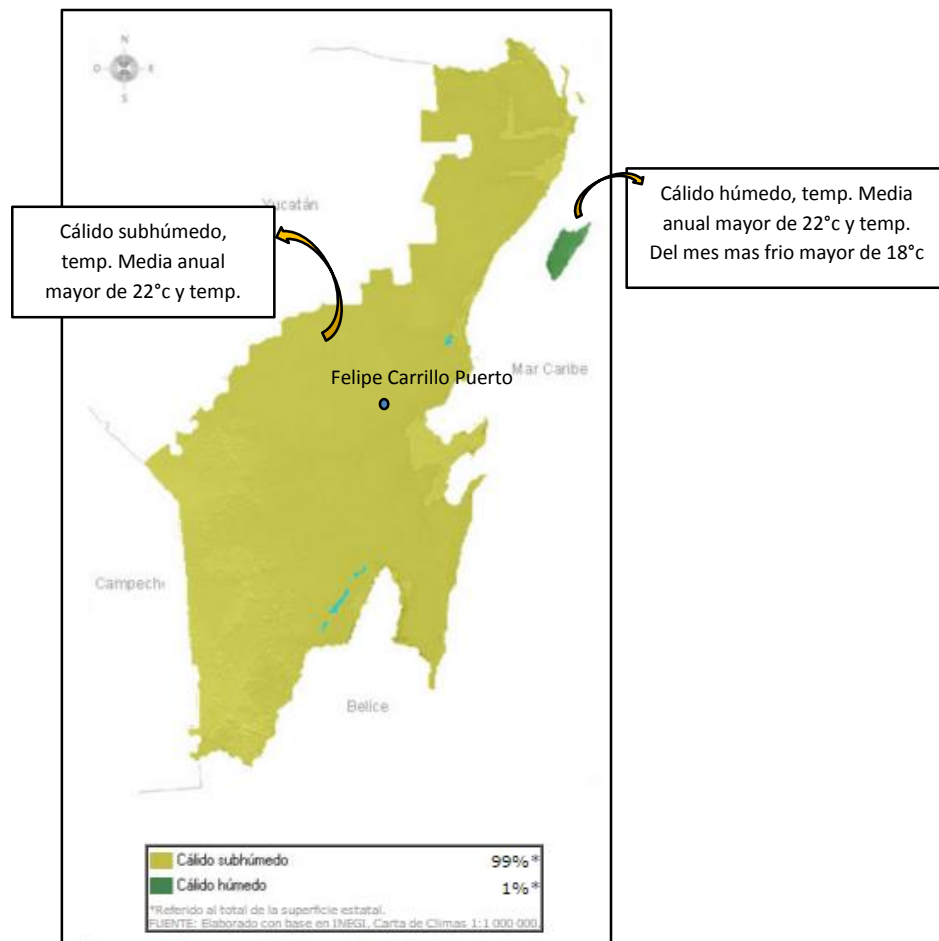 N
O E
S
Yucatán
Cálido subhúmedo,
temp. Media anual
mayor de 22°c y temp.
Cálido húmedo, temp. Media
anual mayor de 22°c y temp.
Del mes mas frio mayor de 18°c
Felipe Carrillo Puerto
Mar Caribe
Campech
Belice
Cálido subhúmedo 99%*
Cálido húmedo 1%*
*Referido al total de la superficie estatal.
FUENTE: Elaborado con base en INEGI. Carta de Climas 1:1 000 000.